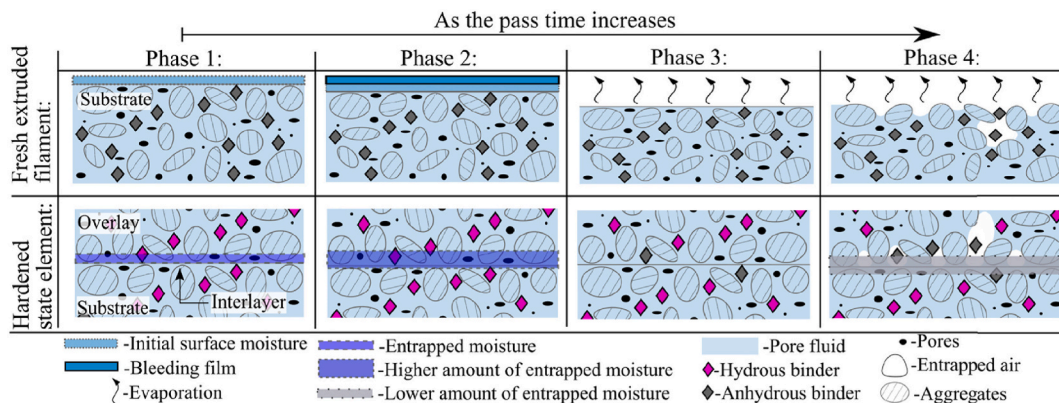 As the pass time increases
Phase 1:
Phase 2:
Phase 3:
Phase 4:
Fresh extruded
filament:
Substrate
Hardened
state element:
Overlay
Interlayer
Substrate
-Initial surface moisture
-Bleeding film
-Evaporation
-Entrapped moisture
-Higher amount of entrapped moisture
-Lower amount of entrapped moisture
-Pore fluid
-Hydrous binder
-Anhydrous binder
-Pores
-Entrapped air
-Aggregates